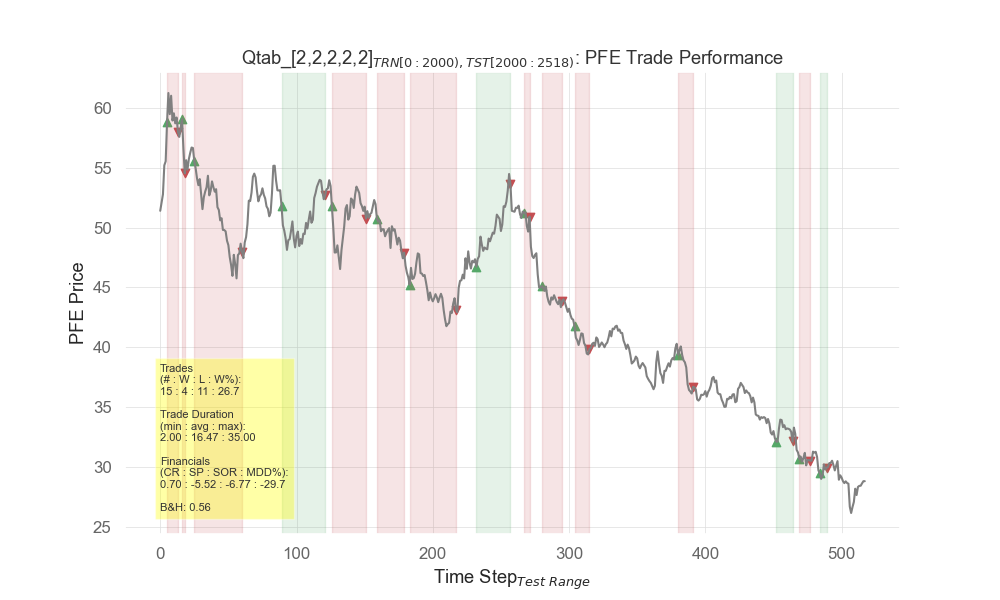 Qtab_[2,2,2,2,2]TRN[0 : 2000), TST[2000 : 2518): PFE Trade Performance
PFE Price
60
55
50
45
40
35
30
25
Trades
(# : W : L : W%):
15 : 4 : 11 : 26.7
Trade Duration
(min : avg : max):
2.00 : 16.47 : 35.00
Financials
(CR : SP : SOR : MDD%):
0.70 : -5.52 : -6.77 : -29.7
B&H: 0.56
0 100 200 300 400 500
Time StepTest Range